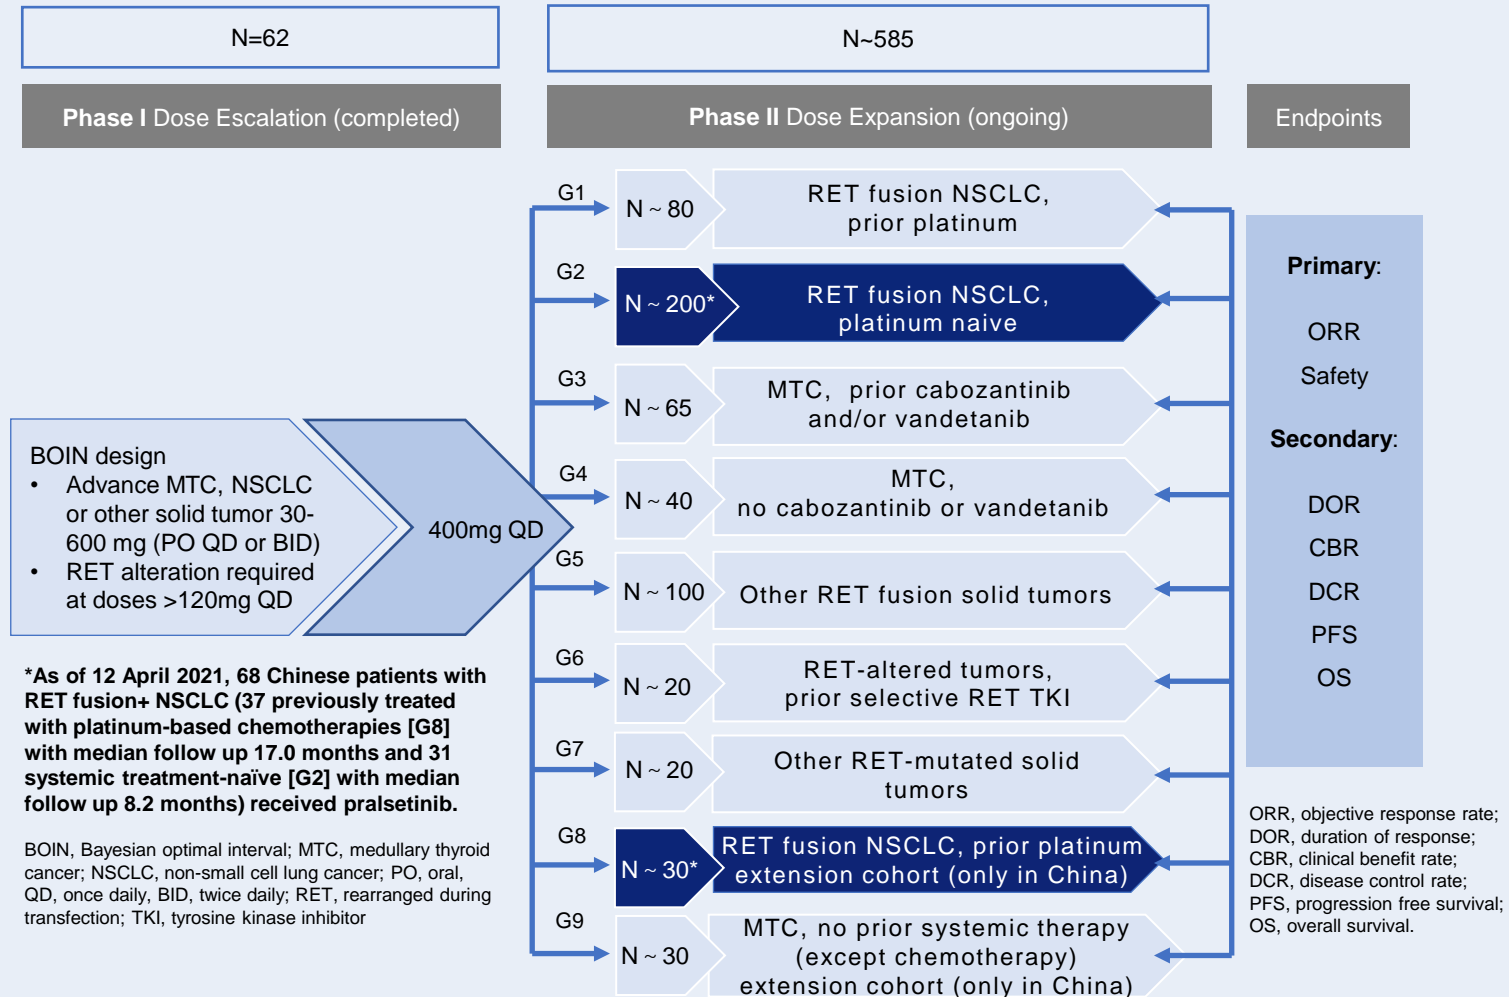 N=62
N~585
Phase I Dose Escalation (completed)
Phase II Dose Expansion (ongoing)
Endpoints
BOIN design
• Advance MTC, NSCLC
or other solid tumor 30-
600 mg (PO QD or BID)
• RET alteration required
at doses >120mg QD
400mg QD
G1
N ~ 80
RET fusion NSCLC,
prior platinum
G2
N ~ 200*
RET fusion NSCLC,
platinum naive
G3
N ~ 65
MTC, prior cabozantinib
and/or vandetanib
G4
N ~ 40
MTC,
no cabozantinib or vandetanib
G5
N ~ 100
Other RET fusion solid tumors
G6
N ~ 20
RET-altered tumors,
prior selective RET TKI
G7
N ~ 20
Other RET-mutated solid
tumors
G8
N ~ 30*
RET fusion NSCLC, prior platinum
extension cohort (only in China)
G9
N ~ 30
MTC, no prior systemic therapy
(except chemotherapy)
extension cohort (only in China)
Primary:
ORR
Safety
Secondary:
DOR
CBR
DCR
PFS
OS
*As of 12 April 2021, 68 Chinese patients with
RET fusion+ NSCLC (37 previously treated
with platinum-based chemotherapies [G8]
with median follow up 17.0 months and 31
systemic treatment-naïve [G2] with median
follow up 8.2 months) received pralsetinib.
BOIN, Bayesian optimal interval; MTC, medullary thyroid
cancer; NSCLC, non-small cell lung cancer; PO, oral,
QD, once daily, BID, twice daily; RET, rearranged during
transfection; TKI, tyrosine kinase inhibitor
ORR, objective response rate;
DOR, duration of response;
CBR, clinical benefit rate;
DCR, disease control rate;
PFS, progression free survival;
OS, overall survival.